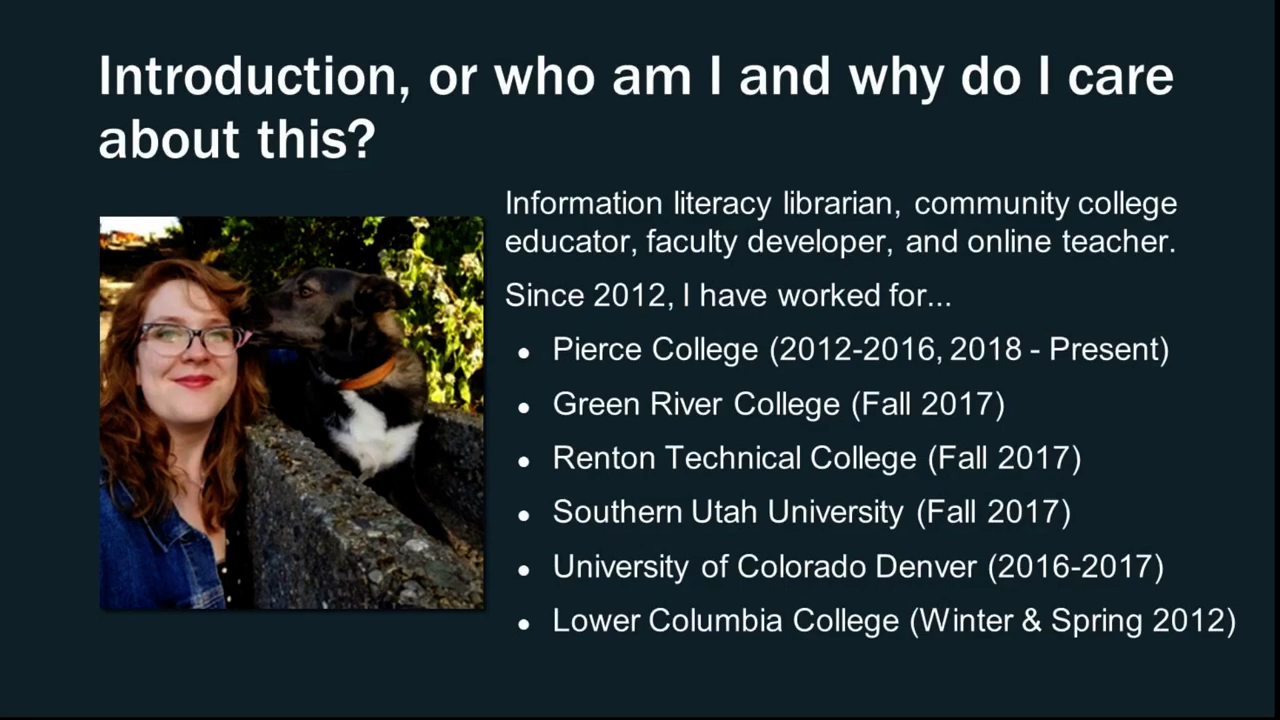 Introduction, or who am I and why do I care
about this?
Information literacy librarian, community college
educator, faculty developer, and online teacher.
Since 2012, I have worked for...
● Pierce College (2012-2016, 2018 - Present)
● Green River College (Fall 2017)
● Renton Technical College (Fall 2017)
● Southern Utah University (Fall 2017)
● University of Colorado Denver (2016-2017)
● Lower Columbia College (Winter & Spring 2012)